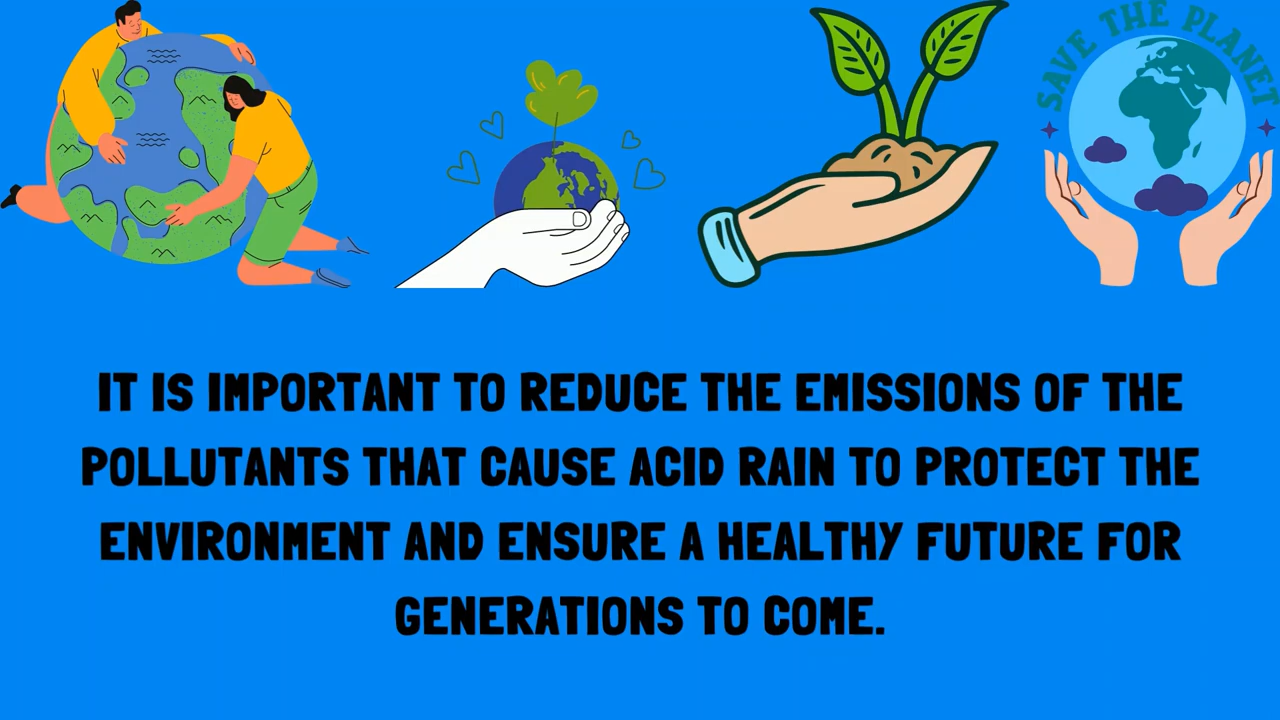 SAVE THE PLANET
IT IS IMPORTANT TO REDUCE THE EMISSIONS OF THE
POLLUTANTS THAT CAUSE ACID RAIN TO PROTECT THE
ENVIRONMENT AND ENSURE A HEALTHY FUTURE FOR
GENERATIONS TO COME.